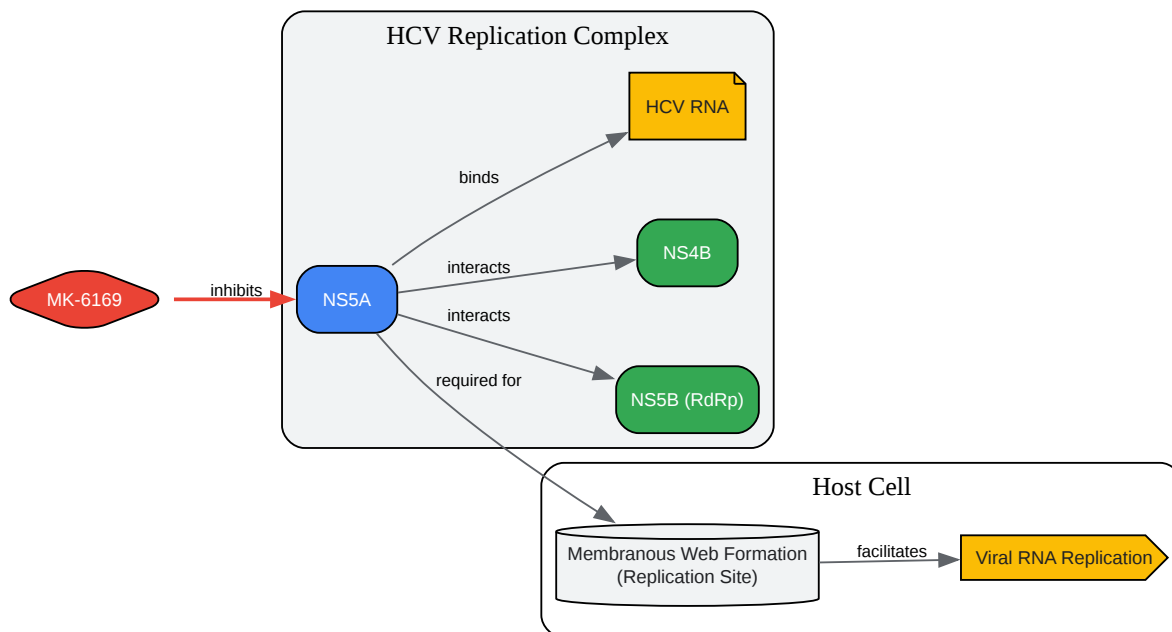 HCV Replication Complex
HCV RNA
binds
NS4B
interacts
MK-6169
inhibits
NS5A
interacts
NS5B (RdRp)
required for
Host Cell
Membranous Web Formation
(Replication Site)
facilitates
Viral RNA Replication